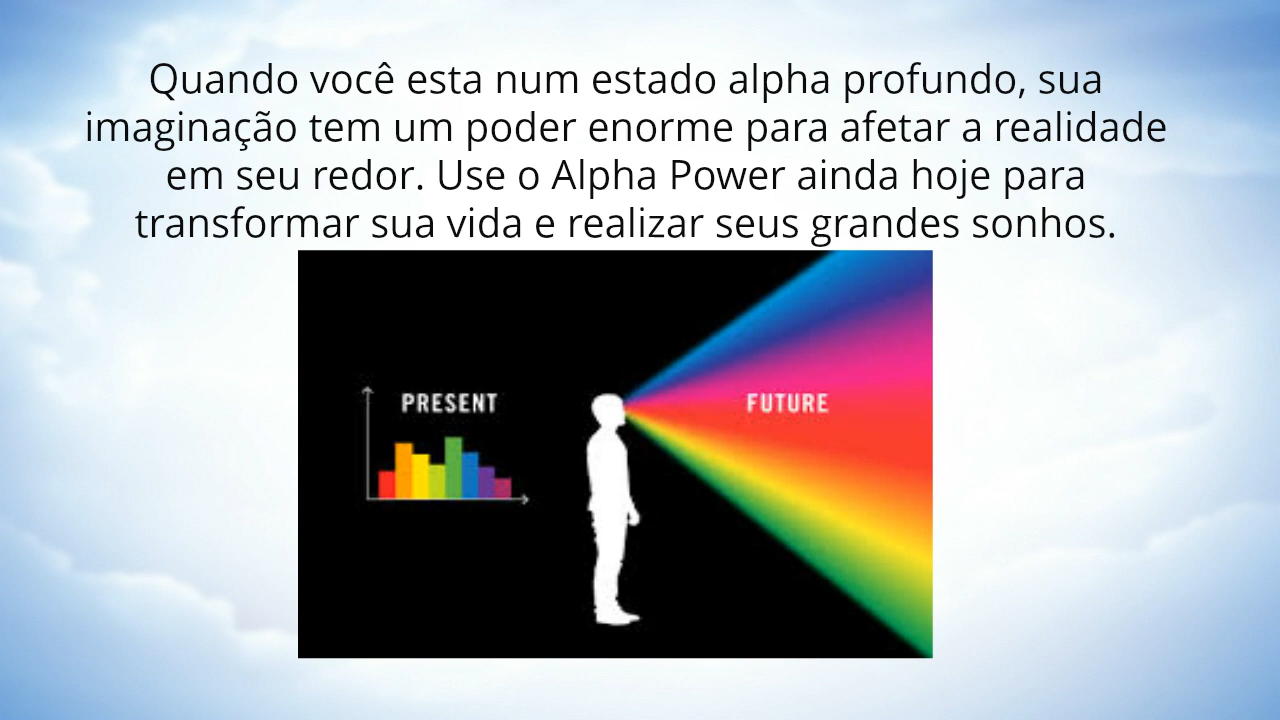 Quando você esta num estado alpha profundo, sua
imaginação tem um poder enorme para afetar a realidade
em seu redor. Use o Alpha Power ainda hoje para
transformar sua vida e realizar seus grandes sonhos.
PRESENT
FUTURE